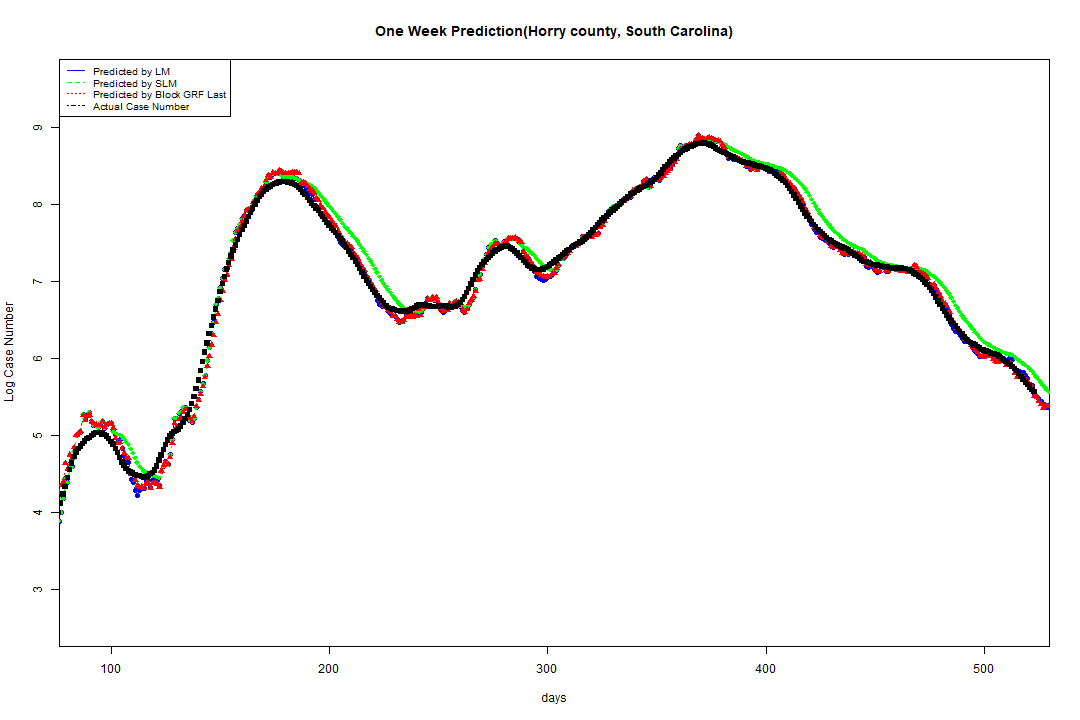 One Week Prediction(Horry county, South Carolina)
Predicted by LM
Predicted by SLM
Predicted by Block GRF Last
Actual Case Number
9
8
7
6
5
4
3
Log Case Number
100 200 300 400 500
days